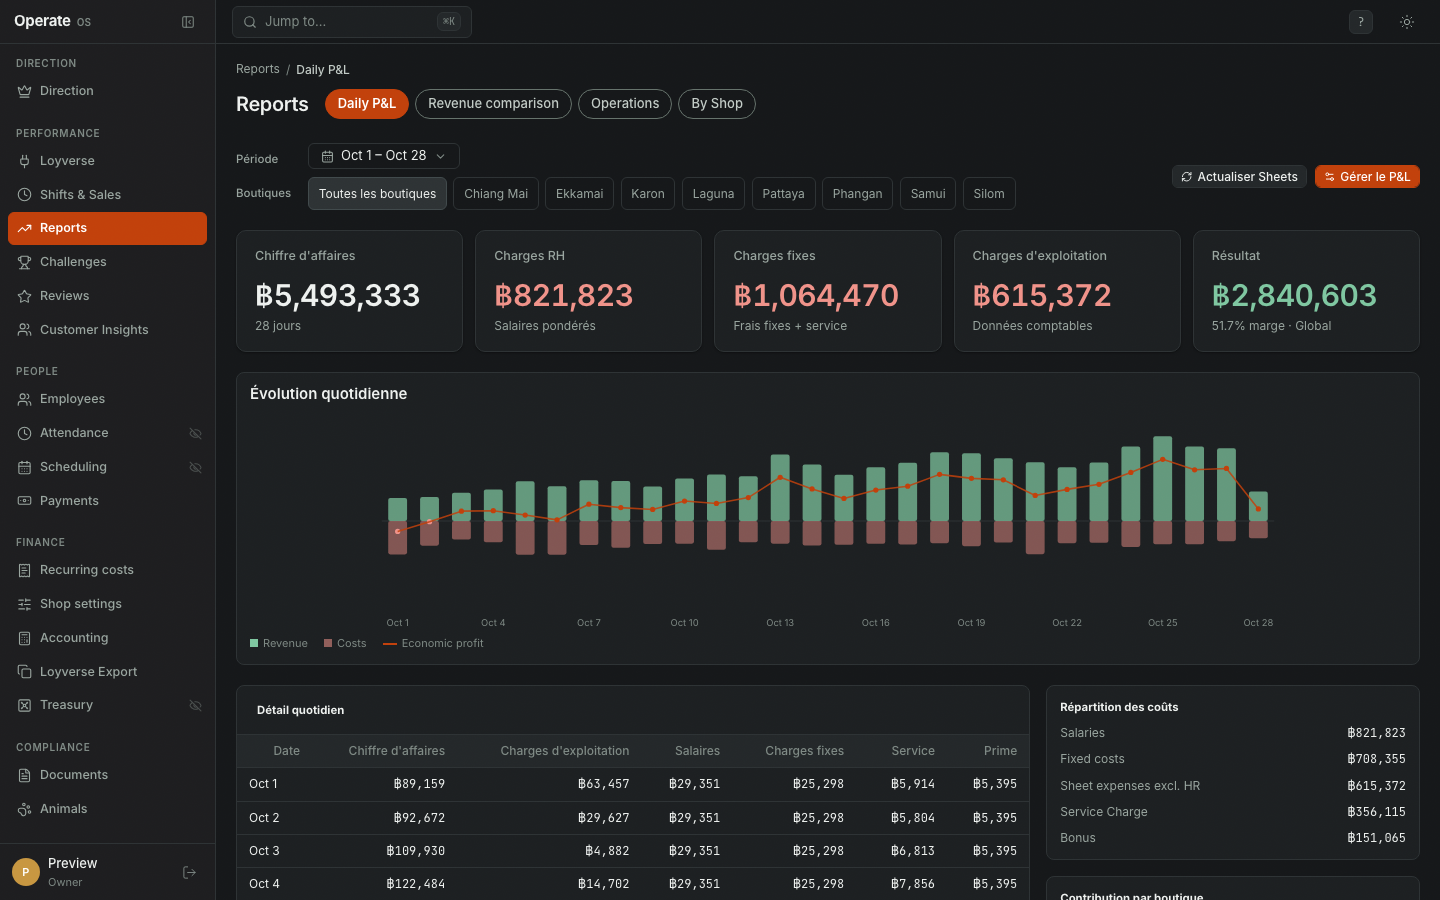 Operate os
Jump to...
⌘K
?
DIRECTION
Direction
PERFORMANCE
Loyverse
Shifts & Sales
Reports
Challenges
Reviews
Customer Insights
PEOPLE
Employees
Attendance
Scheduling
Payments
FINANCE
Recurring costs
Shop settings
Accounting
Loyverse Export
Treasury
COMPLIANCE
Documents
Animals
P
Preview
Owner
Reports / Daily P&L
Reports
Daily P&L
Revenue comparison
Operations
By Shop
Période
Oct 1 – Oct 28
Boutiques
Toutes les boutiques
Chiang Mai
Ekkamai
Karon
Laguna
Pattaya
Phangan
Samui
Silom
Actualiser Sheets
Gérer le P&L
Chiffre d'affaires
฿5,493,333
28 jours
Charges RH
฿821,823
Salaires pondérés
Charges fixes
฿1,064,470
Frais fixes + service
Charges d'exploitation
฿615,372
Données comptables
Résultat
฿2,840,603
51.7% marge · Global
Évolution quotidienne
Oct 1 Oct 4 Oct 7 Oct 10 Oct 13 Oct 16 Oct 19 Oct 22 Oct 25 Oct 28
Revenue Costs Economic profit
Détail quotidien
Date Chiffre d'affaires Charges d'exploitation Salaires Charges fixes Service Prime
Oct 1 ฿89,159 ฿63,457 ฿29,351 ฿25,298 ฿5,914 ฿5,395
Oct 2 ฿92,672 ฿29,627 ฿29,351 ฿25,298 ฿5,804 ฿5,395
Oct 3 ฿109,930 ฿4,882 ฿29,351 ฿25,298 ฿6,813 ฿5,395
Oct 4 ฿122,484 ฿14,702 ฿29,351 ฿25,298 ฿7,856 ฿5,395
Répartition des coûts
Salaries ฿821,823
Fixed costs ฿708,355
Sheet expenses excl. HR ฿615,372
Service Charge ฿356,115
Bonus ฿151,065
Contribution par boutique